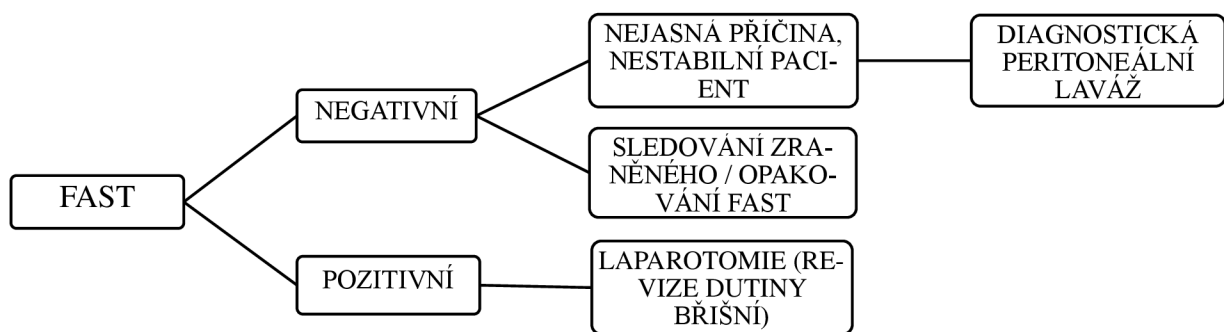 FAST
NEGATIVNÍ
NEJASNÁ PŘÍČINA,
NESTABILNÍ PACI-
ENT
DIAGNOSTICKÁ
PERITONEÁLNÍ
LAVÁŽ
SLEDOVÁNÍ ZRA-
NĚNÉHO / OPAKO-
VÁNÍ FAST
POZITIVNÍ
LAPAROTOMIE (RE-
VIZE DUTINY
BŘIŠNÍ)